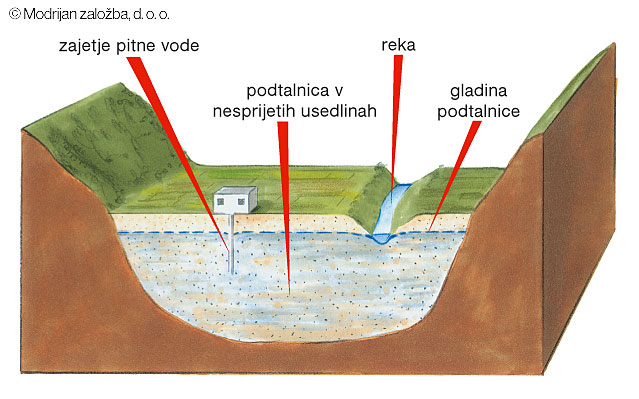 © Modrijan založba, d. o. o.
zajetje pitne vode
reka
podtalnica v
nesprijetih usedlinah
gladina
podtalnice